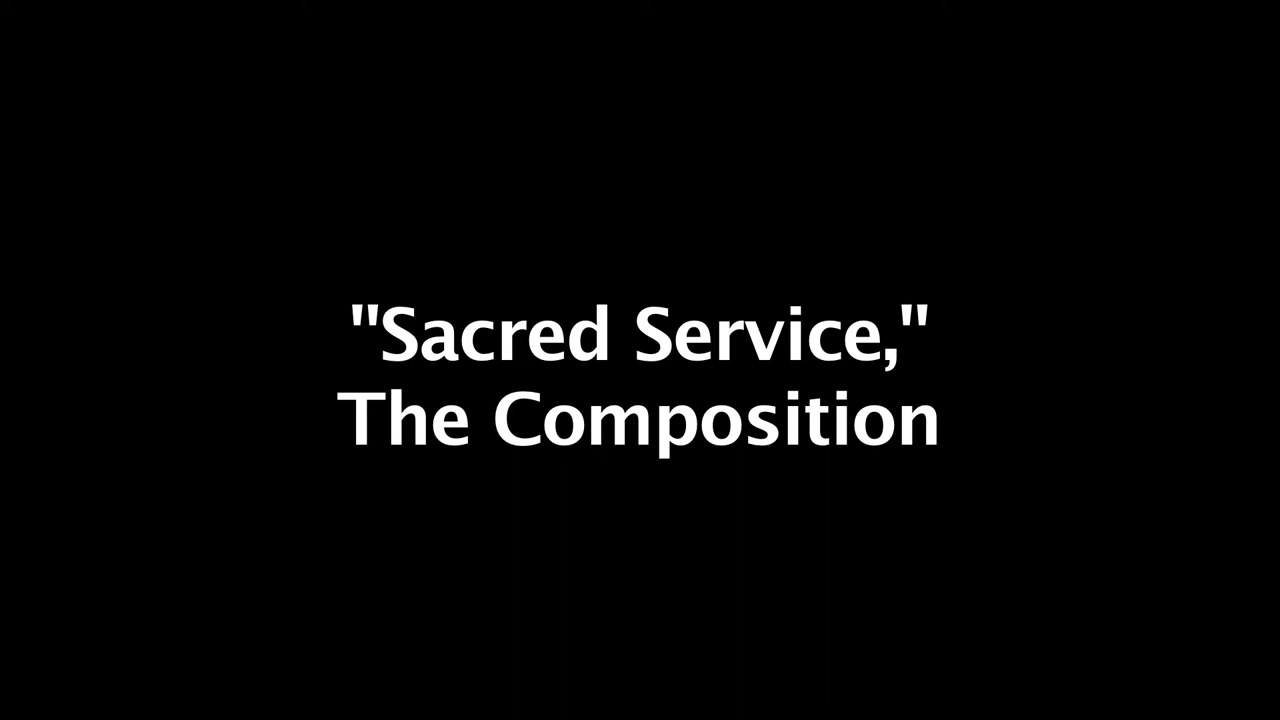 "Sacred Service,"
The Composition